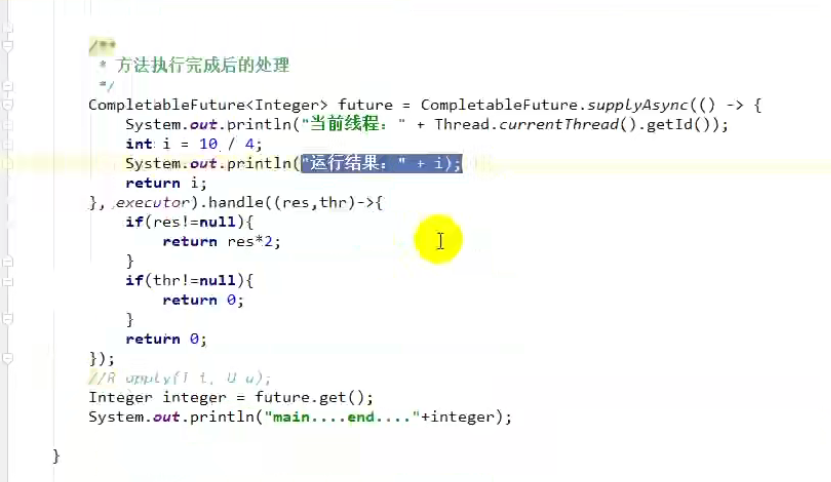 /**
* 方法执行完成后的处理
*/
CompletableFuture<Integer> future = CompletableFuture.supplyAsync(() -> {
System.out.println("当前线程：" + Thread.currentThread().getId());
int i = 10 / 4;
System.out.println("运行结果：" + i);
return i;
}, executor).handle((res,thr)->{
if(res!=null){
return res*2;
}
if(thr!=null){
return 0;
}
return 0;
});
//R apply(T t, U u);
Integer integer = future.get();
System.out.println("main....end...."+integer);
}